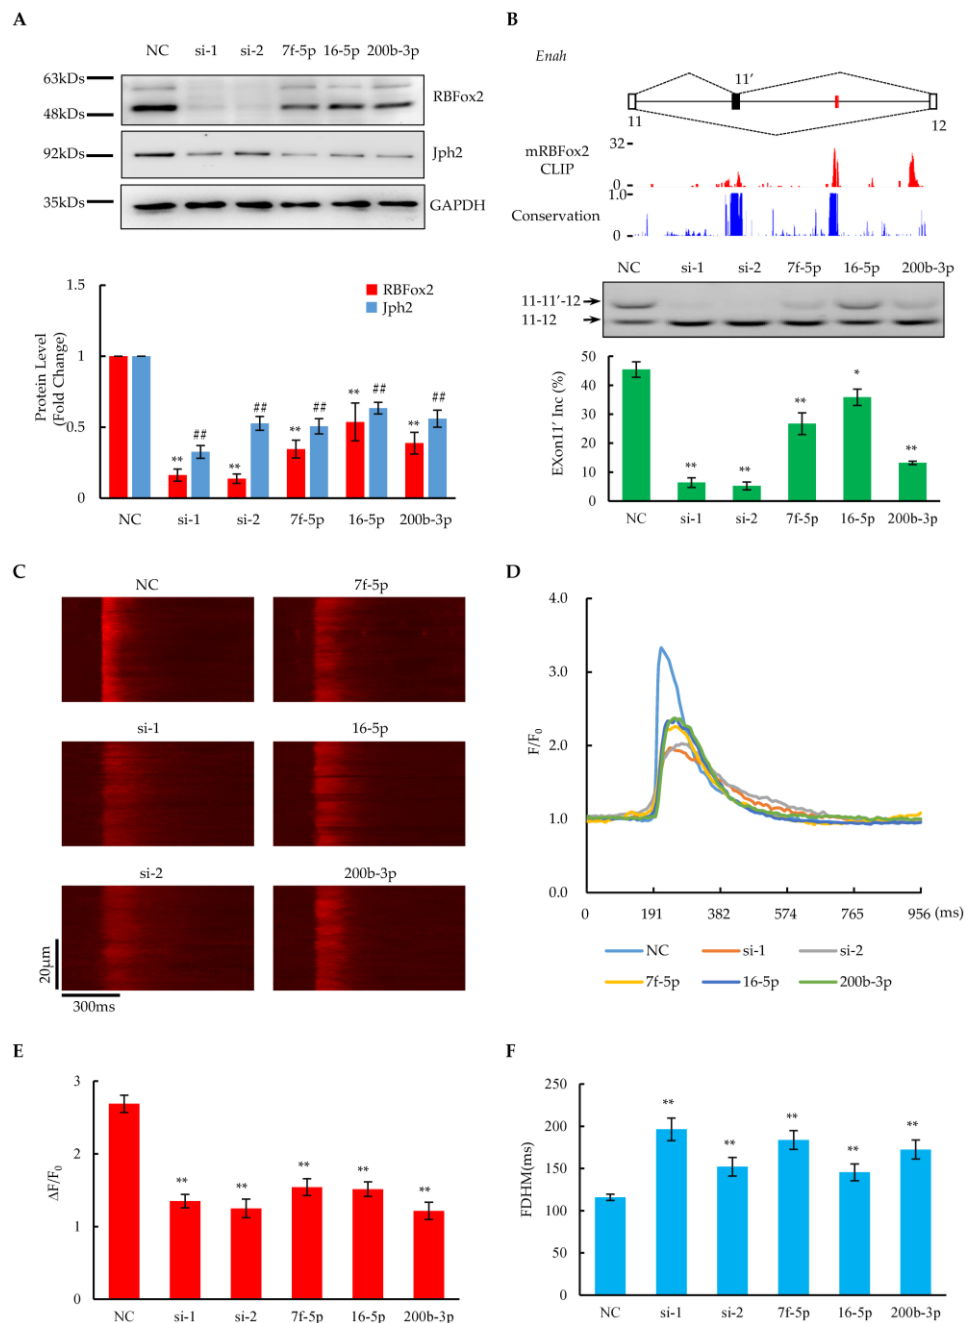 A
NC si-1 si-2 7f-5p 16-5p 200b-3p
63kDs
RBFox2
48kDs
92kDs
Jph2
35kDs
GAPDH
1.5
RBFox2
Jph2
1
0.5
0
Protein Level
(Fold Change)
** ## ** ## ** ## ** ## ** ##
NC si-1 si-2 7f-5p 16-5p 200b-3p
B
Enah
11′
11
12
32
mRBFox2
CLIP
0
1.0
Conservation
0
NC si-1 si-2 7f-5p 16-5p 200b-3p
11-11′-12
11-12
50
40
30
20
10
0
EXon11′ Inc (%)
** ** ** * **
NC si-1 si-2 7f-5p 16-5p 200b-3p
C
NC 7f-5p
si-1 16-5p
si-2 200b-3p
20μm
300ms
D
4.0
3.0
2.0
1.0
0.0
F/F0
0 191 382 574 765 956 (ms)
NC si-1 si-2
7f-5p 16-5p 200b-3p
E
3
2
1
0
ΔF/F0
** ** ** ** **
NC si-1 si-2 7f-5p 16-5p 200b-3p
F
250
200
150
100
50
0
FDHM(ms)
** ** ** ** **
NC si-1 si-2 7f-5p 16-5p 200b-3p